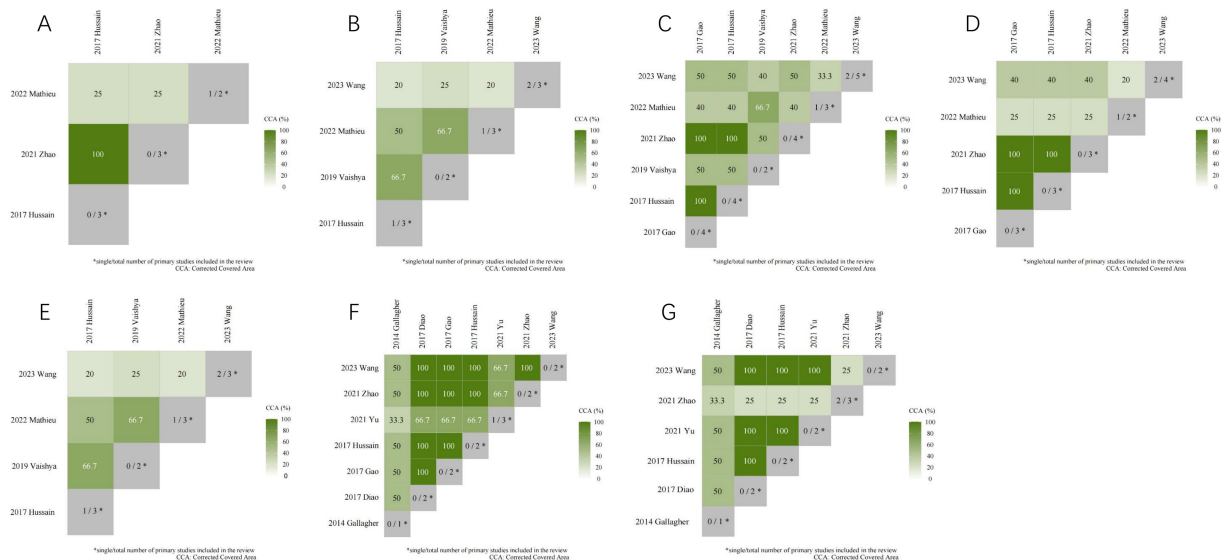 A
2017 Hussain
2021 Zhao
2022 Mathieu
2022 Mathieu
25
25
1 / 2 *
2021 Zhao
100
0 / 3 *
2017 Hussain
0 / 3 *
CCA (%)
100
80
60
40
20
0
*single/total number of primary studies included in the review
CCA: Corrected Covered Area
B
2017 Hussain
2019 Vaishya
2022 Mathieu
2023 Wang
2023 Wang
20
25
20
2 / 3 *
2022 Mathieu
50
66.7
1 / 3 *
2019 Vaishya
66.7
0 / 2 *
2017 Hussain
1 / 3 *
CCA (%)
100
80
60
40
20
0
*single/total number of primary studies included in the review
CCA: Corrected Covered Area
C
2017 Gao
2017 Hussain
2019 Vaishya
2021 Zhao
2022 Mathieu
2023 Wang
2023 Wang
50
50
40
50
33.3
2 / 5 *
2022 Mathieu
40
40
66.7
40
1 / 3 *
2021 Zhao
100
100
50
0 / 4 *
2019 Vaishya
50
50
0 / 2 *
2017 Hussain
100
0 / 4 *
2017 Gao
0 / 4 *
CCA (%)
100
80
60
40
20
0
*single/total number of primary studies included in the review
CCA: Corrected Covered Area
D
2017 Gao
2017 Hussain
2021 Zhao
2022 Mathieu
2023 Wang
2023 Wang
40
40
40
20
2 / 4 *
2022 Mathieu
25
25
25
1 / 2 *
2021 Zhao
100
100
0 / 3 *
2017 Hussain
100
0 / 3 *
2017 Gao
0 / 3 *
CCA (%)
100
80
60
40
20
0
*single/total number of primary studies included in the review
CCA: Corrected Covered Area
E
2017 Hussain
2019 Vaishya
2022 Mathieu
2023 Wang
2023 Wang
20
25
20
2 / 3 *
2022 Mathieu
50
66.7
1 / 3 *
2019 Vaishya
66.7
0 / 2 *
2017 Hussain
1 / 3 *
CCA (%)
100
80
60
40
20
0
*single/total number of primary studies included in the review
CCA: Corrected Covered Area
F
2014 Gallagher
2017 Diao
2017 Gao
2017 Hussain
2021 Yu
2021 Zhao
2023 Wang
2023 Wang
50
100
100
100
66.7
100
0 / 2 *
2021 Zhao
50
100
100
100
66.7
0 / 2 *
2021 Yu
33.3
66.7
66.7
66.7
1 / 3 *
2017 Hussain
50
100
100
0 / 2 *
2017 Gao
50
100
0 / 2 *
2017 Diao
50
0 / 2 *
2014 Gallagher
0 / 1 *
CCA (%)
100
80
60
40
20
0
*single/total number of primary studies included in the review
CCA: Corrected Covered Area
G
2014 Gallagher
2017 Diao
2017 Hussain
2021 Yu
2021 Zhao
2023 Wang
2023 Wang
50
100
100
100
25
0 / 2 *
2021 Zhao
33.3
25
25
25
2 / 3 *
2021 Yu
50
100
100
0 / 2 *
2017 Hussain
50
100
0 / 2 *
2017 Diao
50
0 / 2 *
2014 Gallagher
0 / 1 *
CCA (%)
100
80
60
40
20
0
*single/total number of primary studies included in the review
CCA: Corrected Covered Area